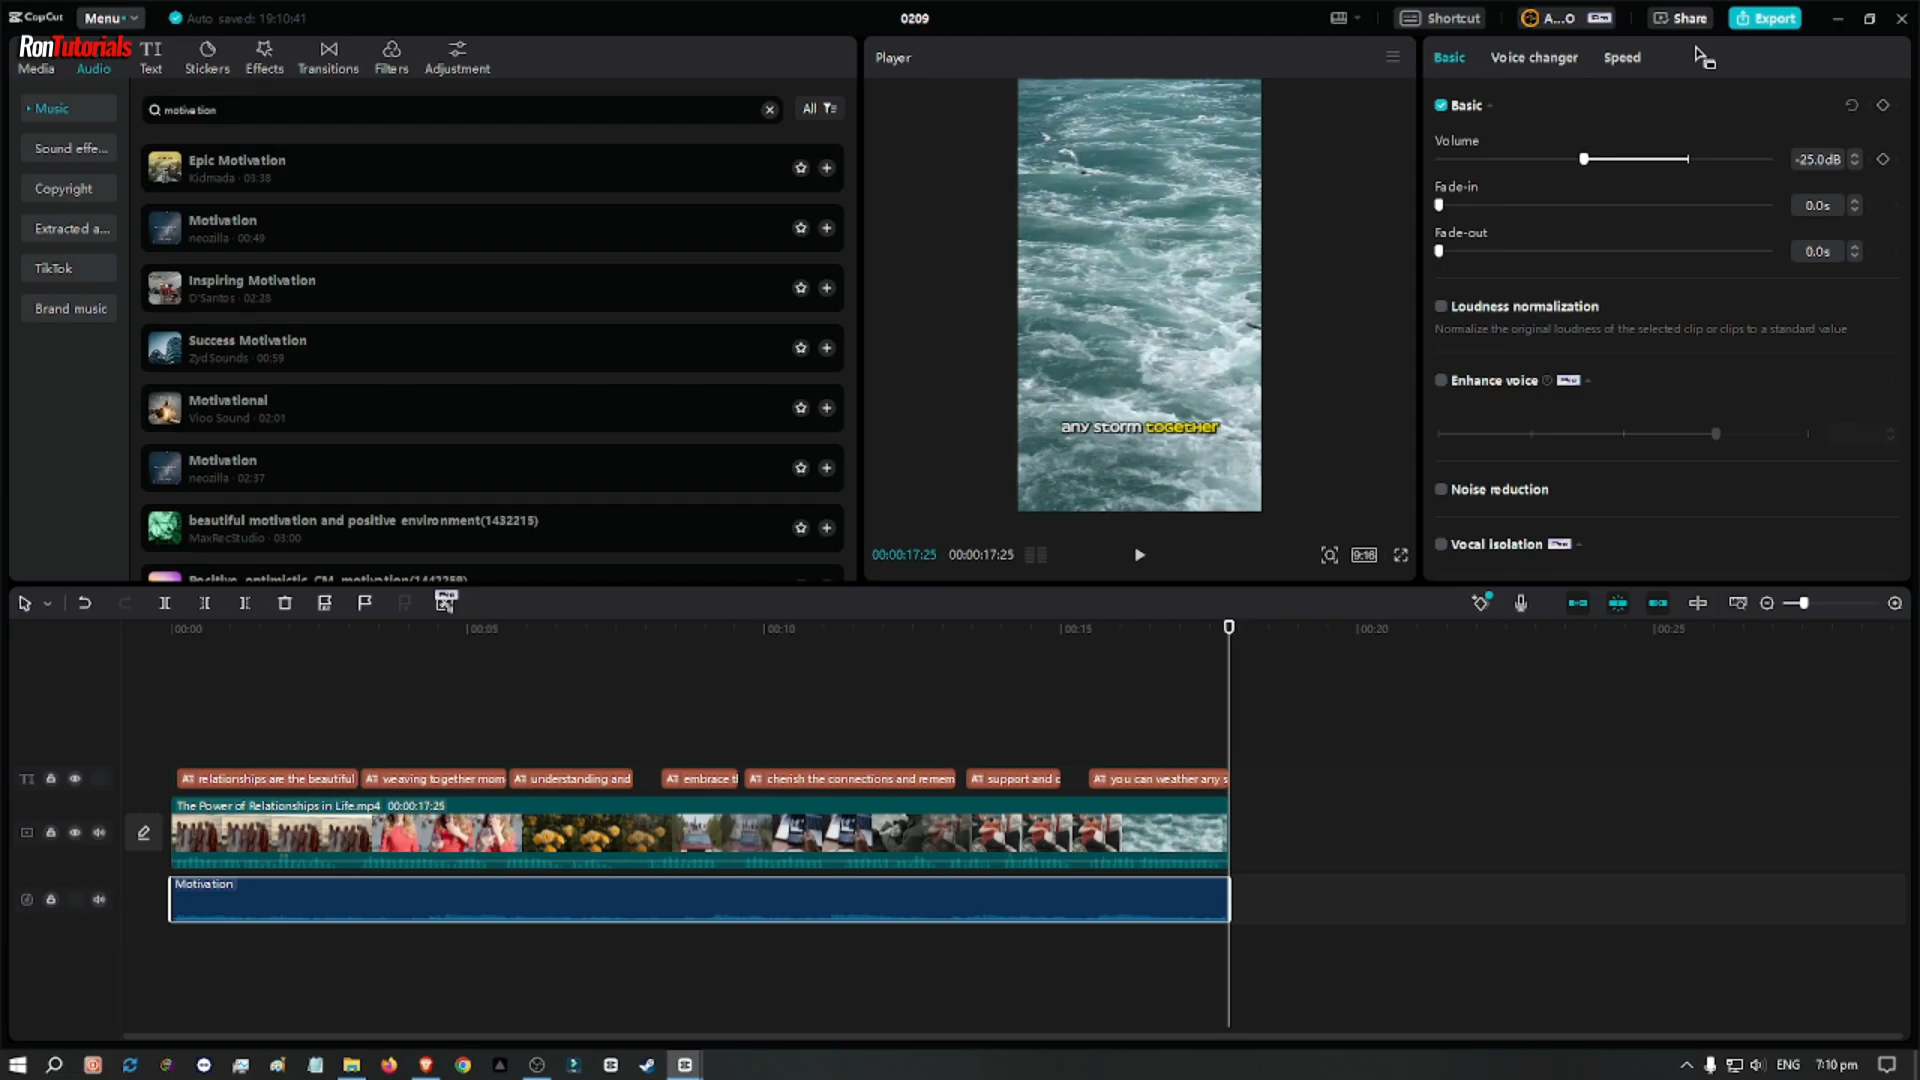 CapCut
Menu
Auto saved: 19:10:41
0209
Shortcut
A...O
Share
Export
RonTutorials
Media
Audio
TI
Text
Stickers
Effects
Transitions
Filters
Adjustment
Player
Basic
Voice changer
Speed
Music
Sound effe...
Copyright
Extracted a...
TikTok
Brand music
motivation
All
Epic Motivation
Kidmada · 03:38
Motivation
neozilla · 00:49
Inspiring Motivation
D'Santos · 02:28
Success Motivation
ZydSounds · 00:59
Motivational
Vioo Sound · 02:01
Motivation
neozilla · 02:37
beautiful motivation and positive environment(1432215)
MaxRecStudio · 03:00
any storm together
00:00:17:25
00:00:17:25
9:16
Basic
Volume
-25.0dB
Fade-in
0.0s
Fade-out
0.0s
Loudness normalization
Normalize the original loudness of the selected clip or clips to a standard value
Enhance voice
Noise reduction
Vocal isolation
00:00
00:05
00:10
00:15
00:20
00:25
TI
relationships are the beautiful
weaving together mom
understanding and
embrace t
cherish the connections and remem
support and c
you can weather any s
The Power of Relationships in Life.mp4 00:00:17:25
Motivation
ENG
7:10 pm